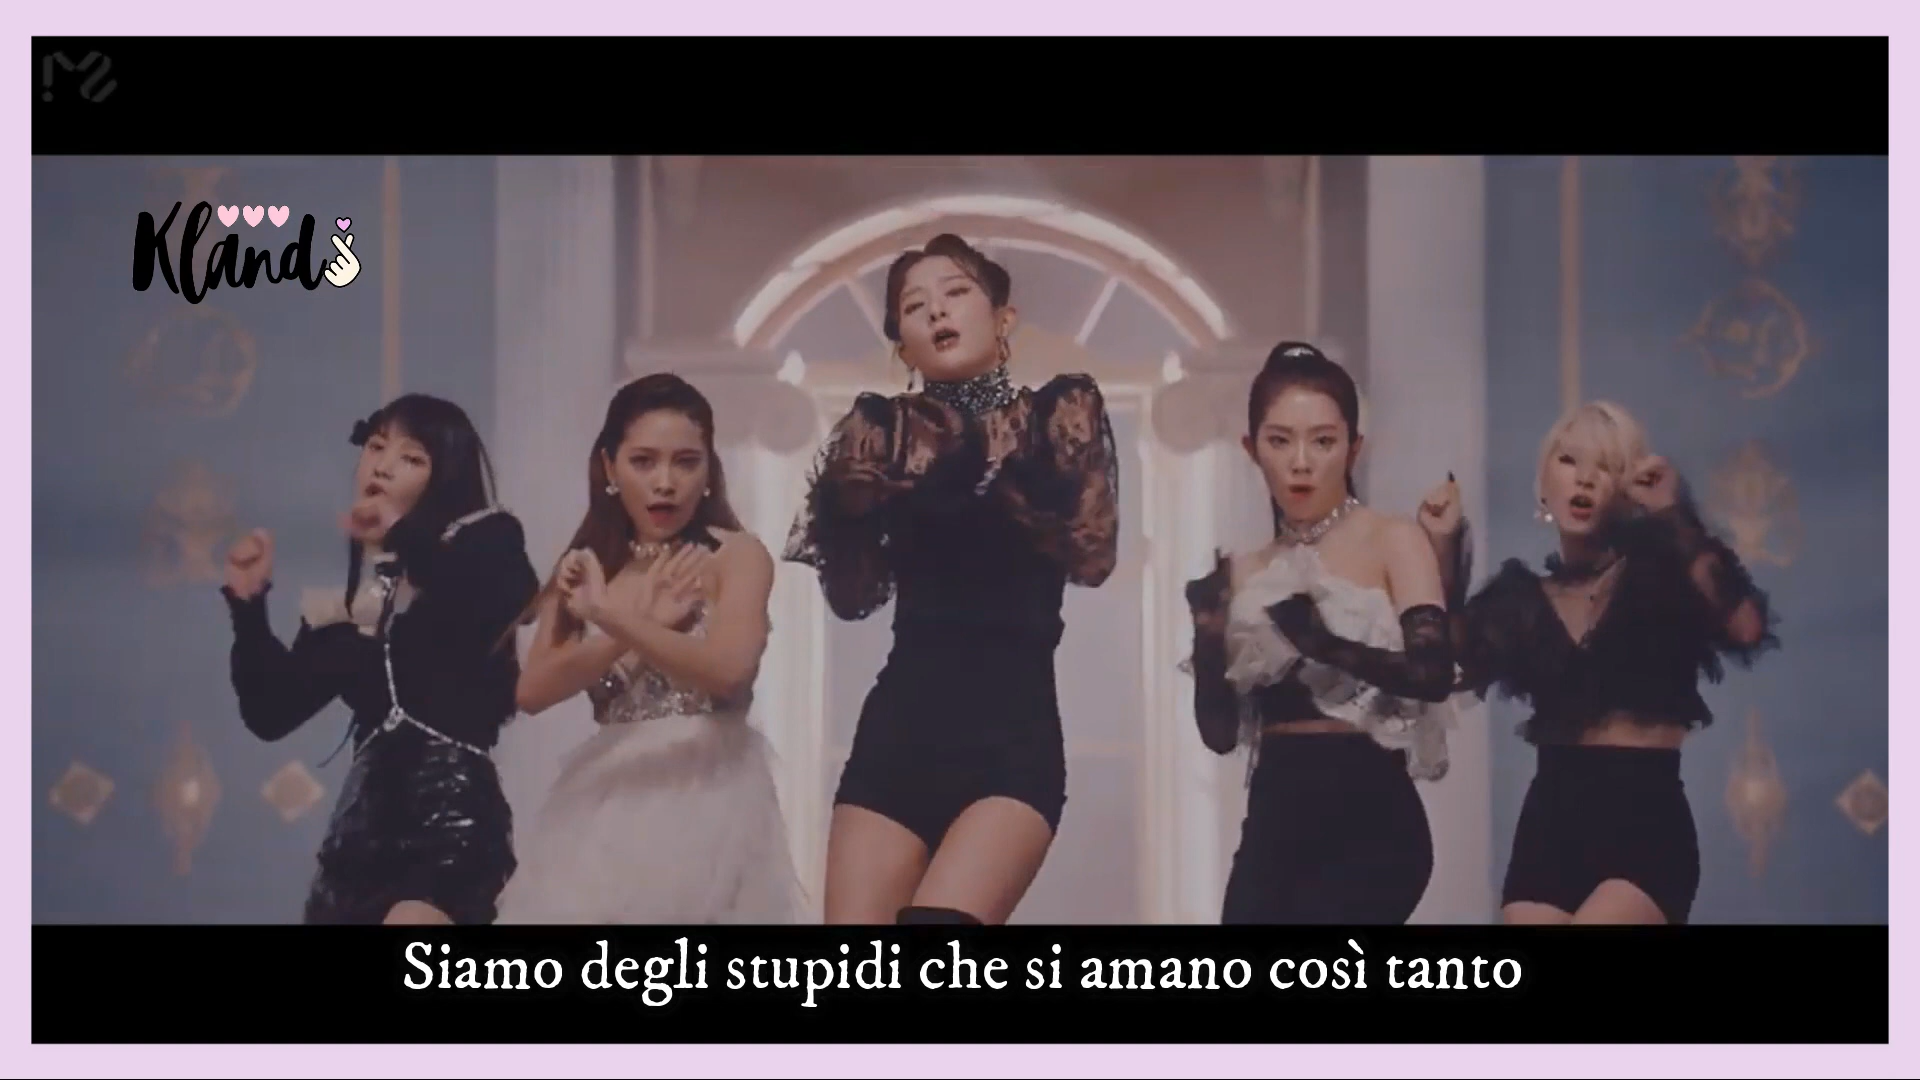 Kland
Siamo degli stupidi che si amano così tanto